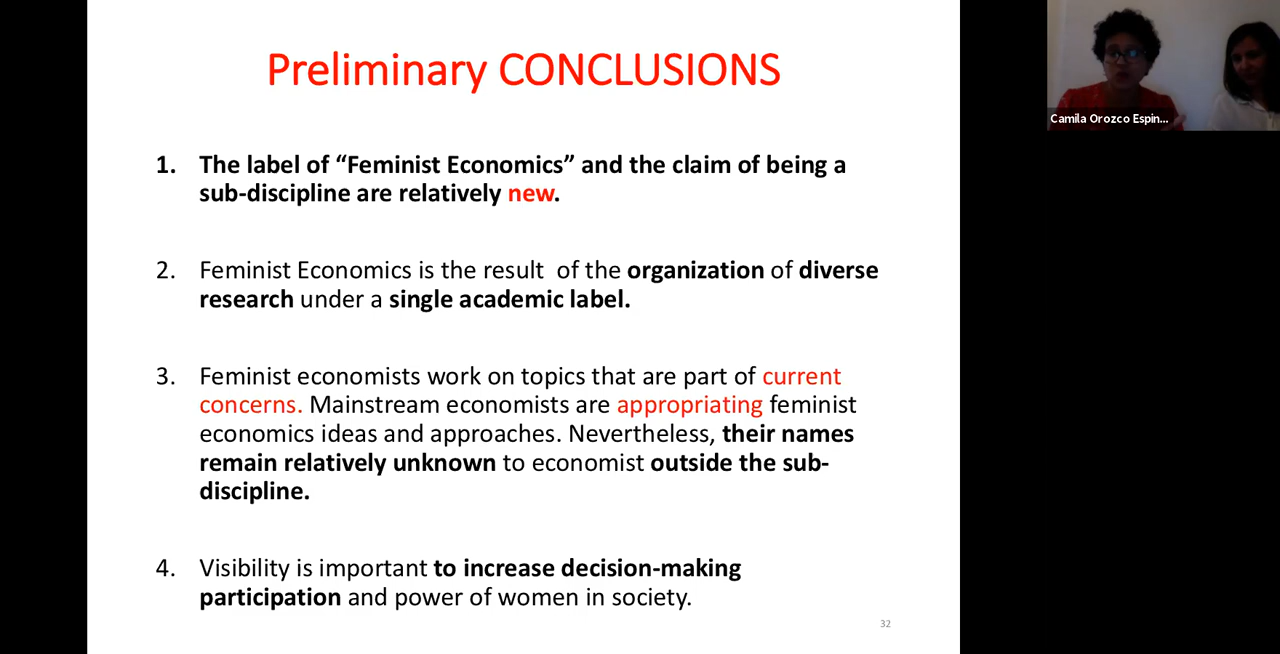 Preliminary CONCLUSIONS
1. The label of “Feminist Economics” and the claim of being a
sub-discipline are relatively new.
2. Feminist Economics is the result of the organization of diverse
research under a single academic label.
3. Feminist economists work on topics that are part of current
concerns. Mainstream economists are appropriating feminist
economics ideas and approaches. Nevertheless, their names
remain relatively unknown to economist outside the sub-
discipline.
4. Visibility is important to increase decision-making
participation and power of women in society.
32
Camila Orozco Espin...